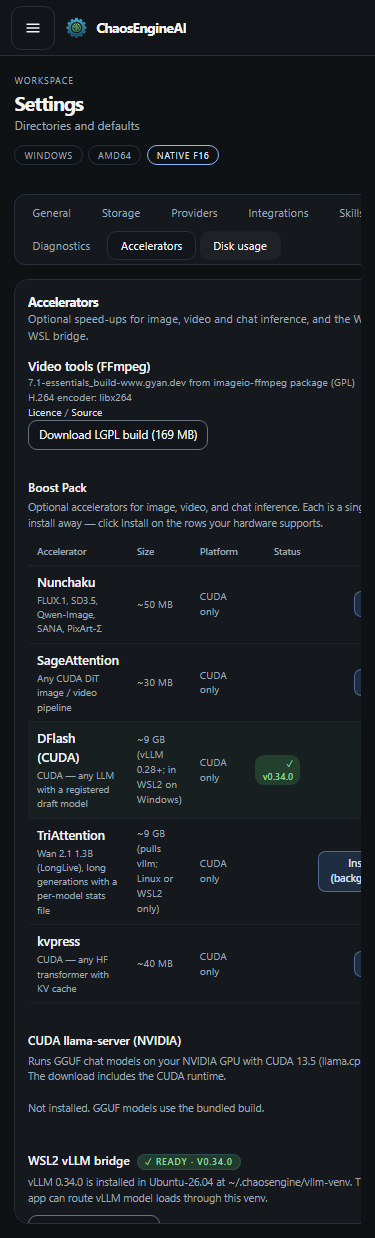 ChaosEngineAI
WORKSPACE
Settings
Directories and defaults
WINDOWS
AMD64
NATIVE F16
General
Storage
Providers
Integrations
Skills
Diagnostics
Accelerators
Disk usage
Accelerators
Optional speed-ups for image, video and chat inference, and the
WSL bridge.
Video tools (FFmpeg)
7.1-essentials_build-www.gyan.dev from imageio-ffmpeg package (GPL)
H.264 encoder: libx264
Licence / Source
Download LGPL build (169 MB)
Boost Pack
Optional accelerators for image, video, and chat inference. Each is a
install away — click Install on the rows your hardware supports.
Accelerator
Size
Platform
Status
Nunchaku
FLUX.1, SD3.5,
Qwen-Image,
SANA, PixArt-Σ
~50 MB
CUDA
only
SageAttention
Any CUDA DiT
image / video
pipeline
~30 MB
CUDA
only
DFlash
(CUDA)
CUDA — any LLM
with a registered
draft model
~9 GB
(vLLM
0.28+; in
WSL2 on
Windows)
CUDA
only
✓
v0.34.0
TriAttention
Wan 2.1 1.3B
(LongLive), long
generations with a
per-model stats
file
~9 GB
(pulls
vllm;
Linux or
WSL2
only)
CUDA
only
Ins
(backg
kvpress
CUDA — any HF
transformer with
KV cache
~40 MB
CUDA
only
CUDA llama-server (NVIDIA)
Runs GGUF chat models on your NVIDIA GPU with CUDA 13.5 (llama.cp
The download includes the CUDA runtime.
Not installed. GGUF models use the bundled build.
WSL2 vLLM bridge
✓ READY · V0.34.0
vLLM 0.34.0 is installed in Ubuntu-26.04 at ~/.chaosengine/vllm-venv.
app can route vLLM model loads through this venv.